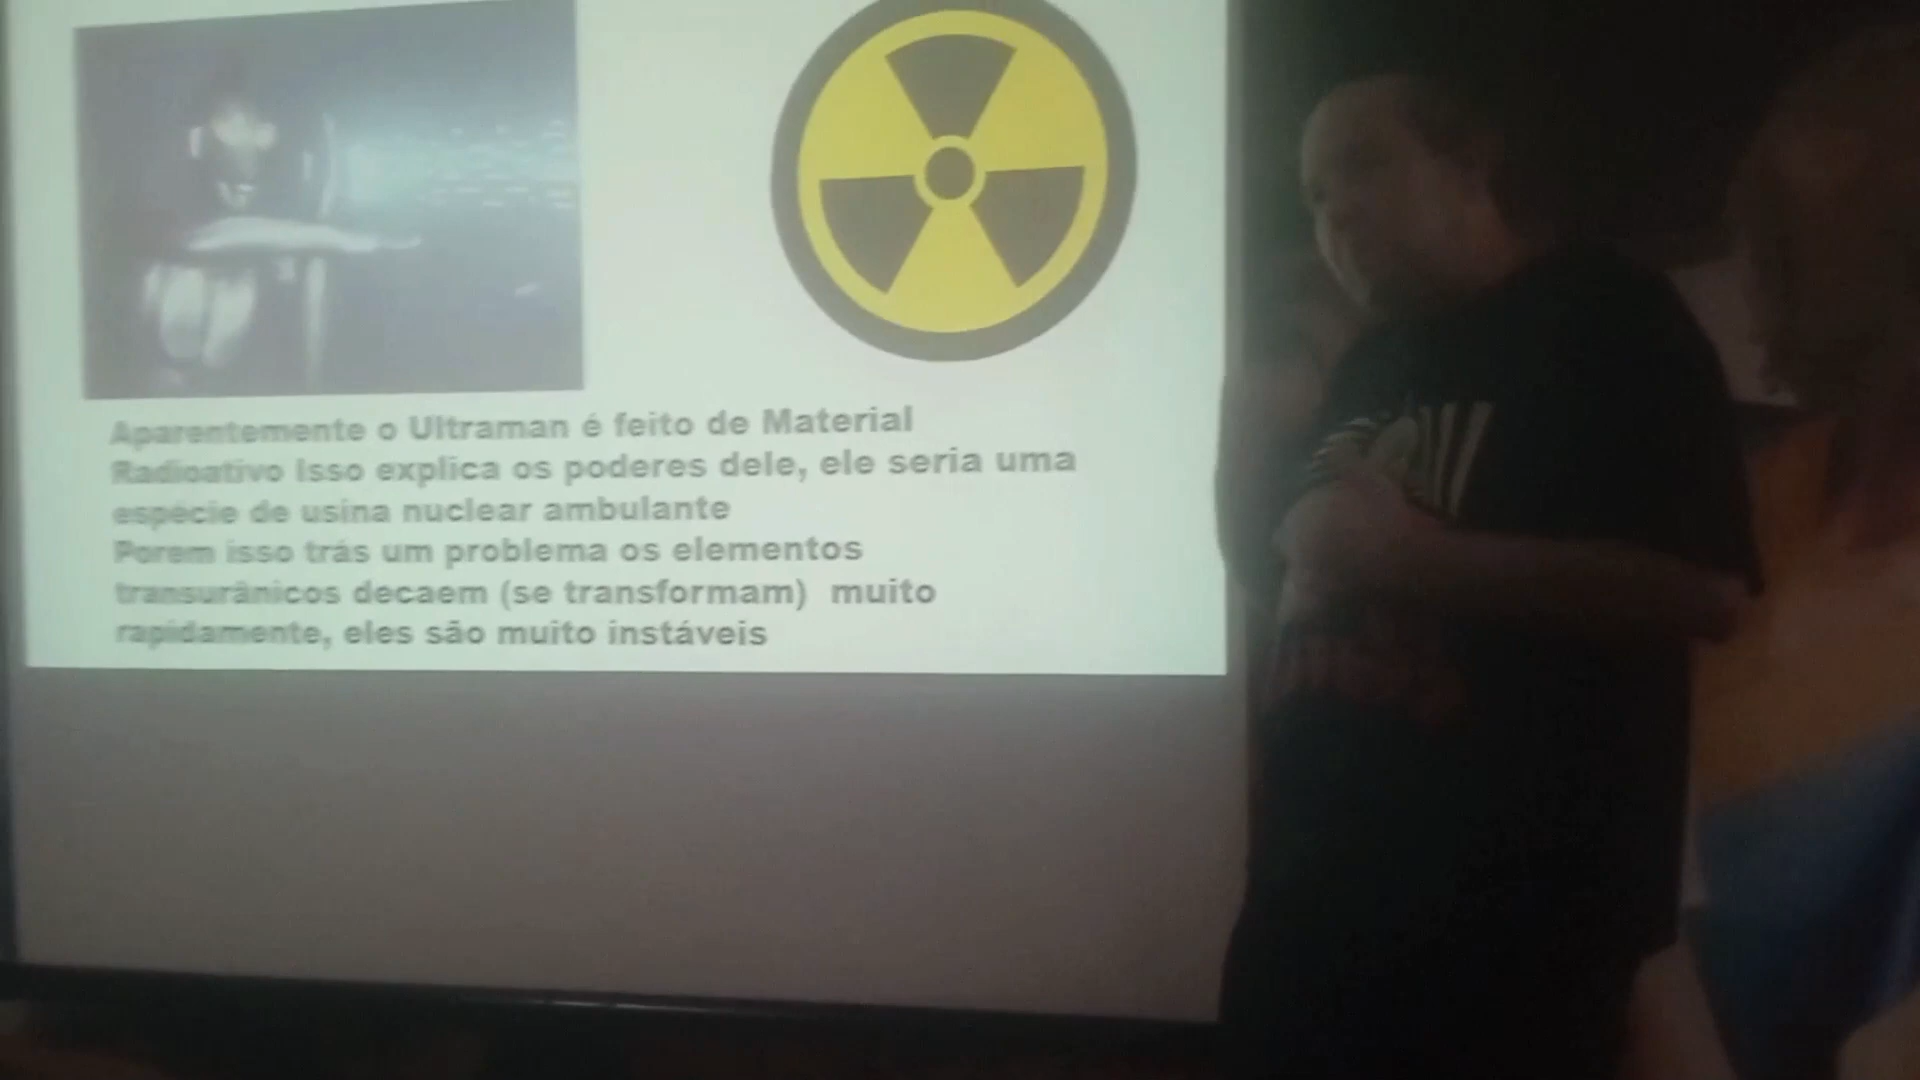 Aparentemente o Ultraman é feito de Material
Radioativo Isso explica os poderes dele, ele seria uma
espécie de usina nuclear ambulante
Porem isso trás um problema os elementos
transurânicos decaem (se transformam) muito
rapidamente, eles são muito instáveis